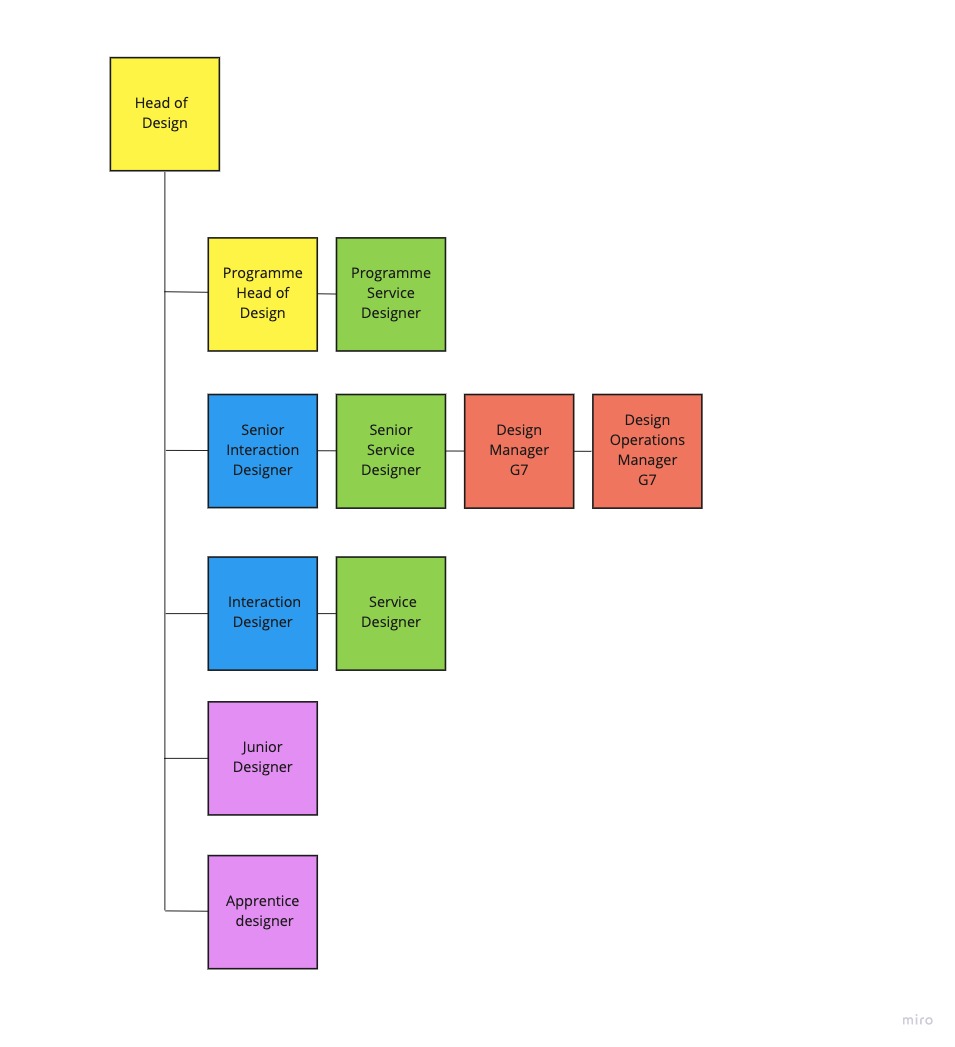 Head of
Design
Programme
Head of
Design
Programme
Service
Designer
Senior
Interaction
Designer
Senior
Service
Designer
Design
Manager
G7
Design
Operations
Manager
G7
Interaction
Designer
Service
Designer
Junior
Designer
Apprentice
designer
miro